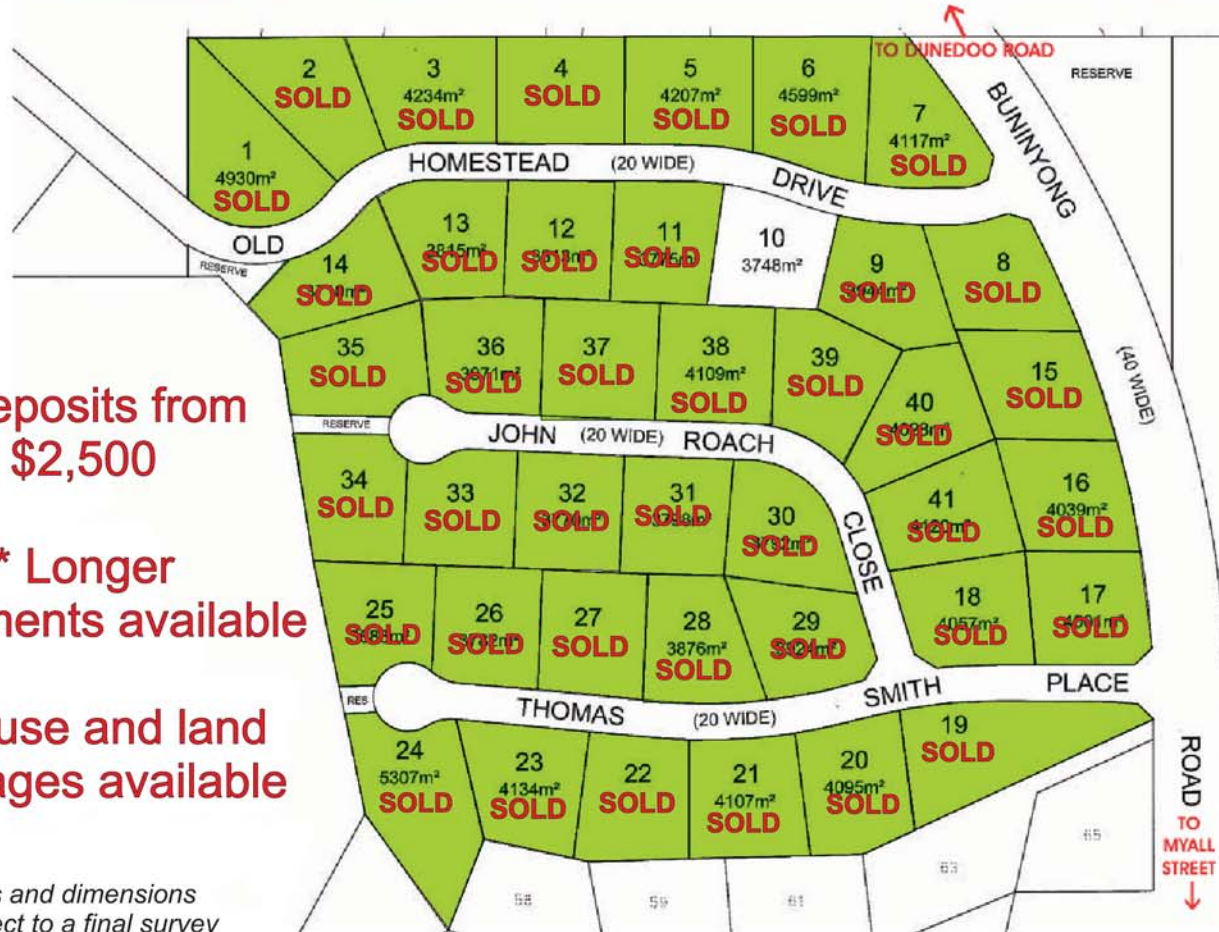 TO DUNEDOO ROAD
RESERVE
BUNINYONG
1
4930m²
SOLD
2
SOLD
3
4234m²
SOLD
4
SOLD
5
4207m²
SOLD
6
4599m²
SOLD
7
4117m²
SOLD
OLD HOMESTEAD (20 WIDE) DRIVE
RESERVE
14
SOLD
13
SOLD
12
SOLD
11
SOLD
10
3748m²
9
SOLD
8
SOLD
(40 WIDE)
35
SOLD
36
SOLD
37
SOLD
38
4109m²
SOLD
39
SOLD
40
SOLD
15
SOLD
eposits from
$2,500
RESERVE
JOHN (20 WIDE) ROACH
CLOSE
34
SOLD
33
SOLD
32
SOLD
31
SOLD
30
SOLD
41
SOLD
16
4039m²
SOLD
* Longer
ments available
25
SOLD
26
SOLD
27
SOLD
28
3876m²
SOLD
29
SOLD
18
4057m²
SOLD
17
SOLD
RES
THOMAS (20 WIDE) SMITH PLACE
use and land
ages available
24
5307m²
SOLD
23
4134m²
SOLD
22
SOLD
21
4107m²
SOLD
20
4095m²
SOLD
19
SOLD
ROAD
TO
MYALL
STREET
65
63
61
59
58
s and dimensions
ect to a final survey